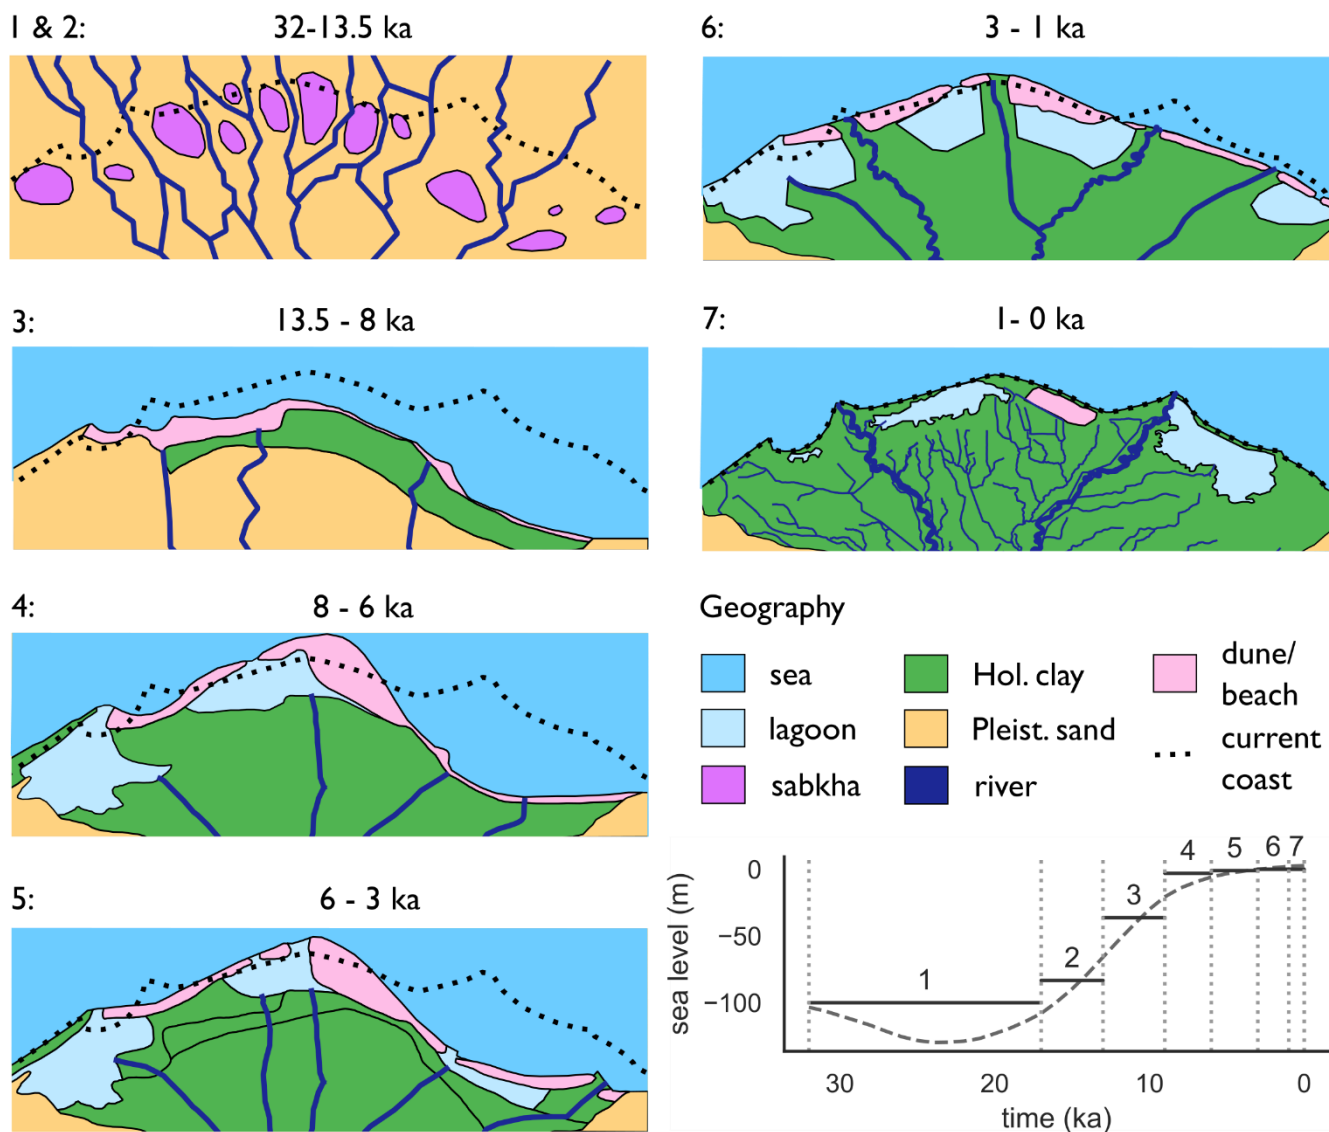 1 & 2: 32-13.5 ka
3: 13.5 - 8 ka
4: 8 - 6 ka
5: 6 - 3 ka
6: 3 - 1 ka
7: 1- 0 ka
Geography
sea
lagoon
sabkha
Hol. clay
Pleist. sand
river
dune/
beach
current
coast
sea level (m)
0
−50
−100
1
2
3
4
5
6
7
30 20 10 0
time (ka)